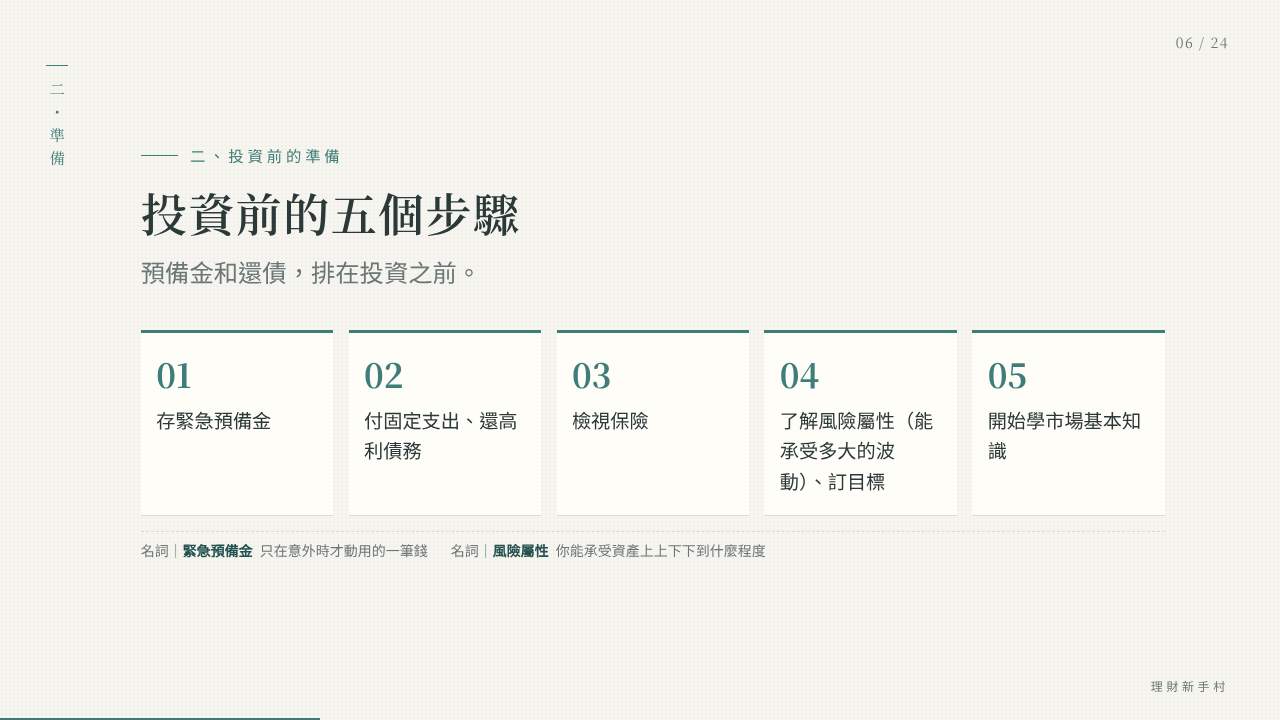 06 / 24
二・準備
二、投資前的準備
投資前的五個步驟
預備金和還債，排在投資之前。
01
存緊急預備金
02
付固定支出、還高
利債務
03
檢視保險
04
了解風險屬性（能
承受多大的波
動）、訂目標
05
開始學市場基本知
識
名詞｜緊急預備金 只在意外時才動用的一筆錢 名詞｜風險屬性 你能承受資產上上下下到什麼程度
理財新手村